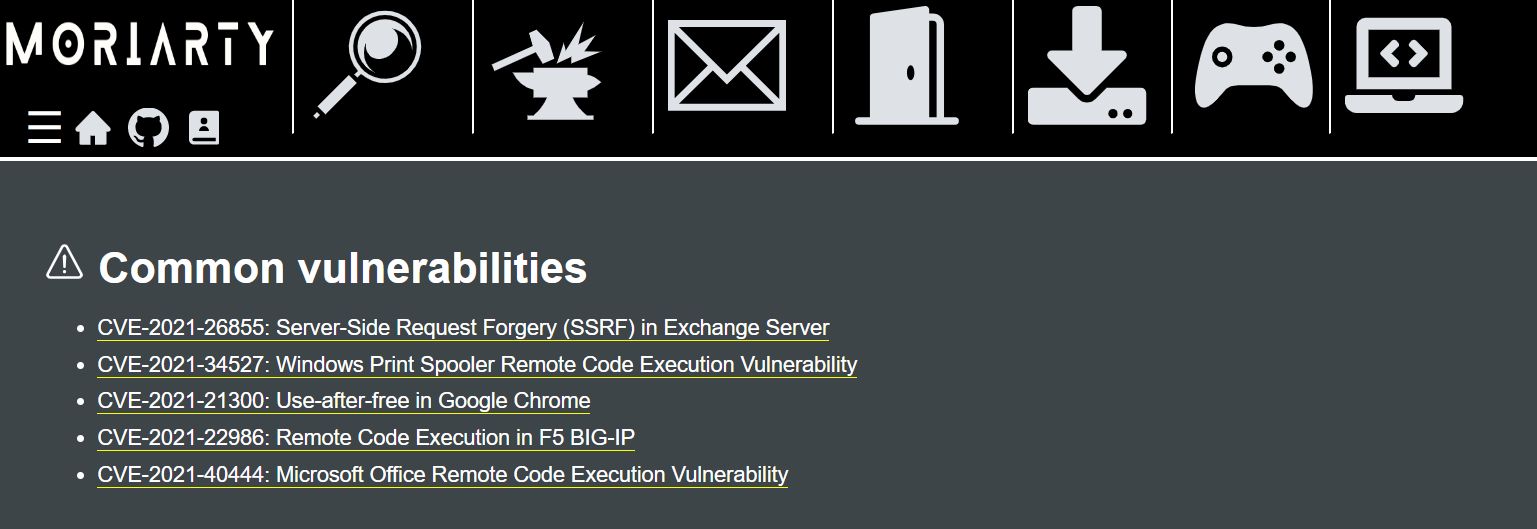 MORIARTY
Common vulnerabilities
CVE-2021-26855: Server-Side Request Forgery (SSRF) in Exchange Server
CVE-2021-34527: Windows Print Spooler Remote Code Execution Vulnerability
CVE-2021-21300: Use-after-free in Google Chrome
CVE-2021-22986: Remote Code Execution in F5 BIG-IP
CVE-2021-40444: Microsoft Office Remote Code Execution Vulnerability